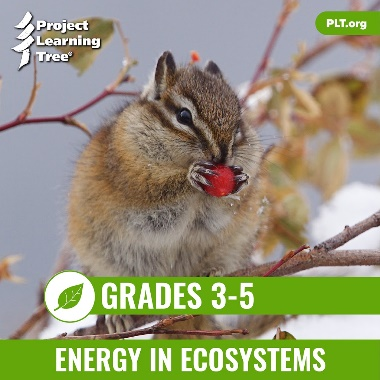 Project
Learning
Tree®
PLT.org
GRADES 3-5
ENERGY IN ECOSYSTEMS